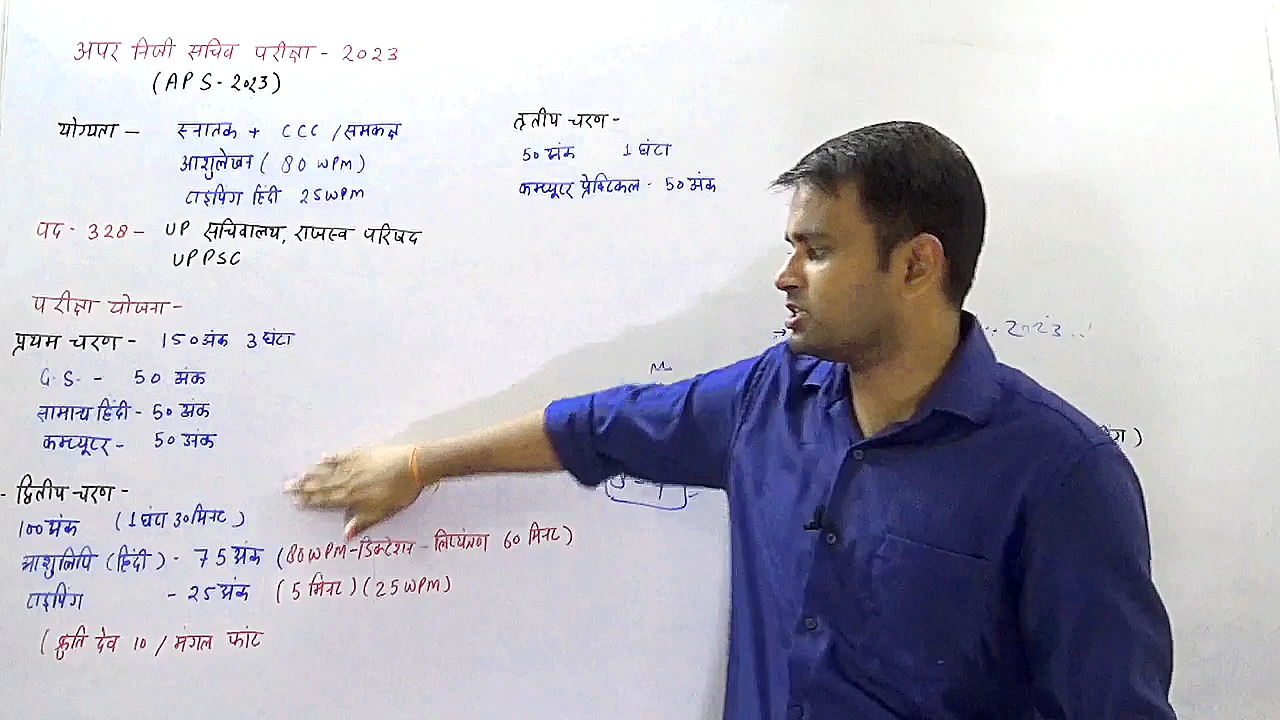 अपर निजी सचिव परीक्षा - 2023
(APS - 2023)
योग्यता - स्नातक + CCC / समकक्ष
आशुलेखन ( 80 WPM)
टाइपिंग हिंदी 25 WPM
पद - 328 - UP सचिवालय, राजस्व परिषद
UPPSC
परीक्षा योजना -
प्रथम चरण - 150 अंक 3 घंटा
G.S. - 50 अंक
सामान्य हिंदी - 50 अंक
कम्प्यूटर - 50 अंक
- द्वितीय चरण -
100 अंक (1 घंटा 30 मिनट )
आशुलिपि (हिंदी ) - 75 अंक (80 WPM - डिक्टेशन - लिप्यंत्रण 60 मिनट )
टाइपिंग - 25 अंक ( 5 मिनट ) ( 25 WPM )
( क्रुति देव 10 / मंगल फांट
तृतीय चरण -
50 अंक 1 घंटा
कम्प्यूटर प्रैक्टिकल - 50 अंक
2023